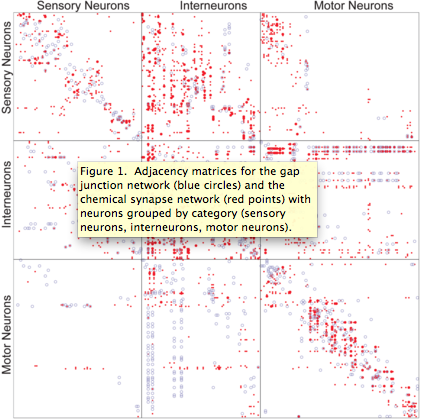 Sensory Neurons
Interneurons
Motor Neurons
Sensory Neurons
Interneurons
Motor Neurons
Figure 1. Adjacency matrices for the gap
junction network (blue circles) and the
chemical synapse network (red points) with
neurons grouped by category (sensory
neurons, interneurons, motor neurons).